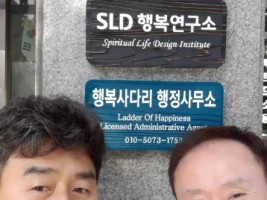 SLD 행복연구소
Spiritual Life Design Institute
행복사다리 행정사무소
Ladder Of Happiness
Licensed Administrative
010-5073-175